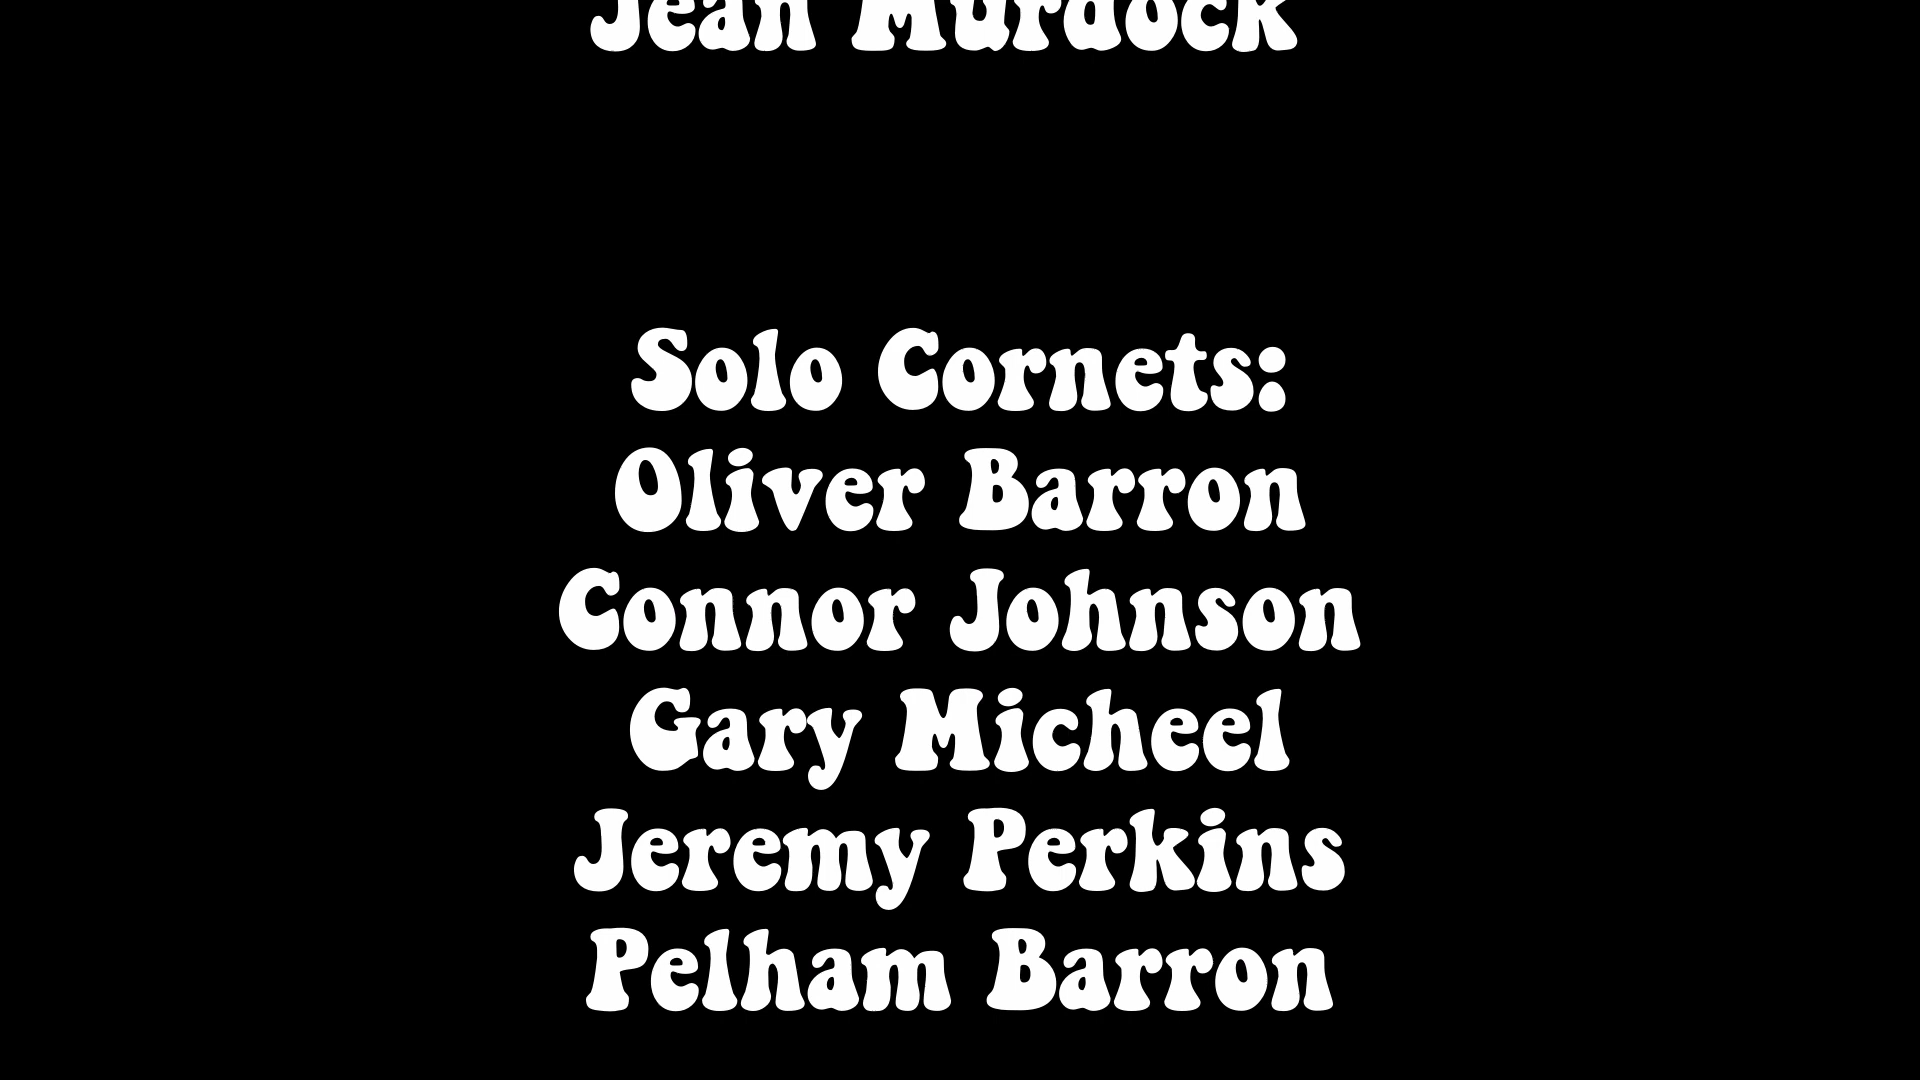 Jean Murdock
Solo Cornets:
Oliver Barron
Connor Johnson
Gary Micheel
Jeremy Perkins
Pelham Barron